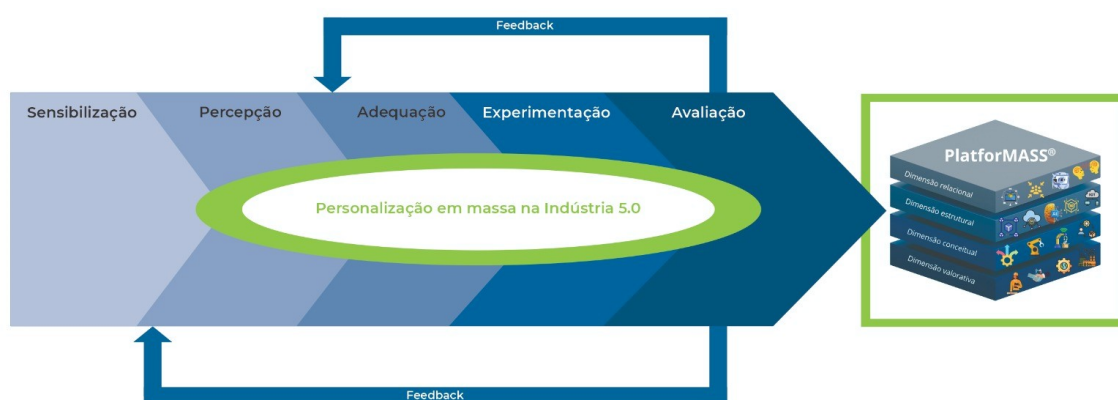 Feedback
Sensibilização
Percepção
Adequação
Experimentação
Avaliação
Personalização em massa na Indústria 5.0
PlatforMASS®
Dimensão relacional
Dimensão estrutural
Dimensão conceitual
Dimensão valorativa
Feedback